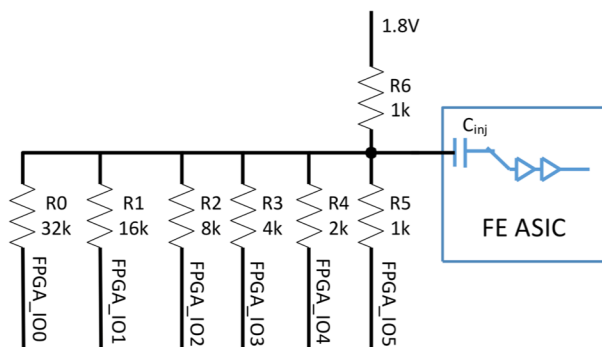 1.8V
R6
1k
C inj
R0
32k
R1
16k
R2
8k
R3
4k
R4
2k
R5
1k
FE ASIC
FPGA_IO0
FPGA_IO1
FPGA_IO2
FPGA_IO3
FPGA_IO4
FPGA_IO5